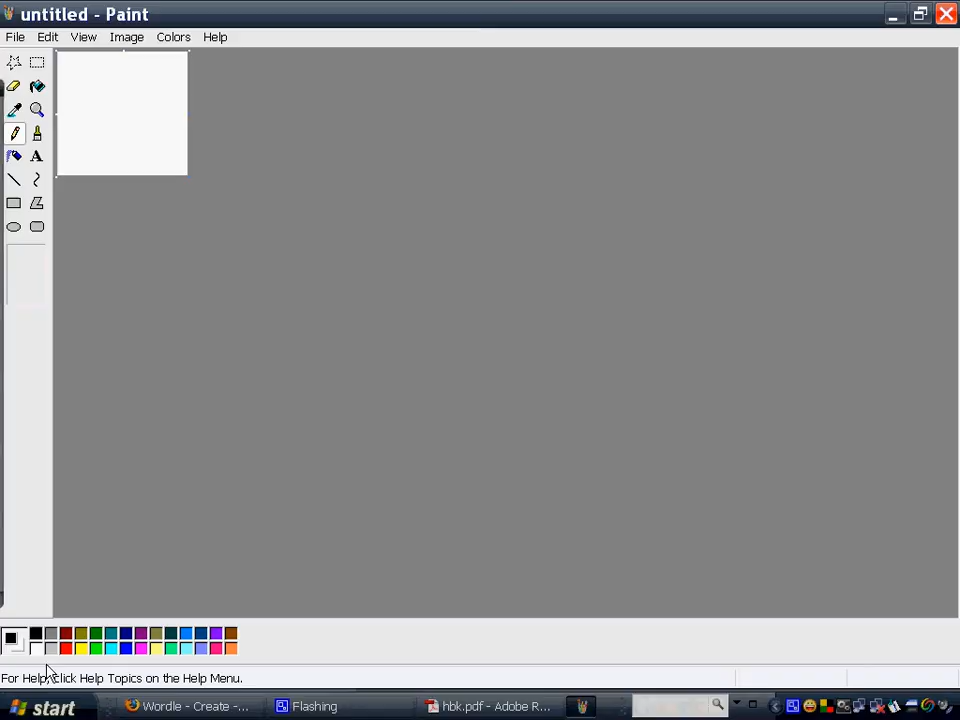 untitled - Paint
File Edit View Image Colors Help
A
For Help, click Help Topics on the Help Menu.
start Wordle - Create -... Flashing hbk.pdf - Adobe R...